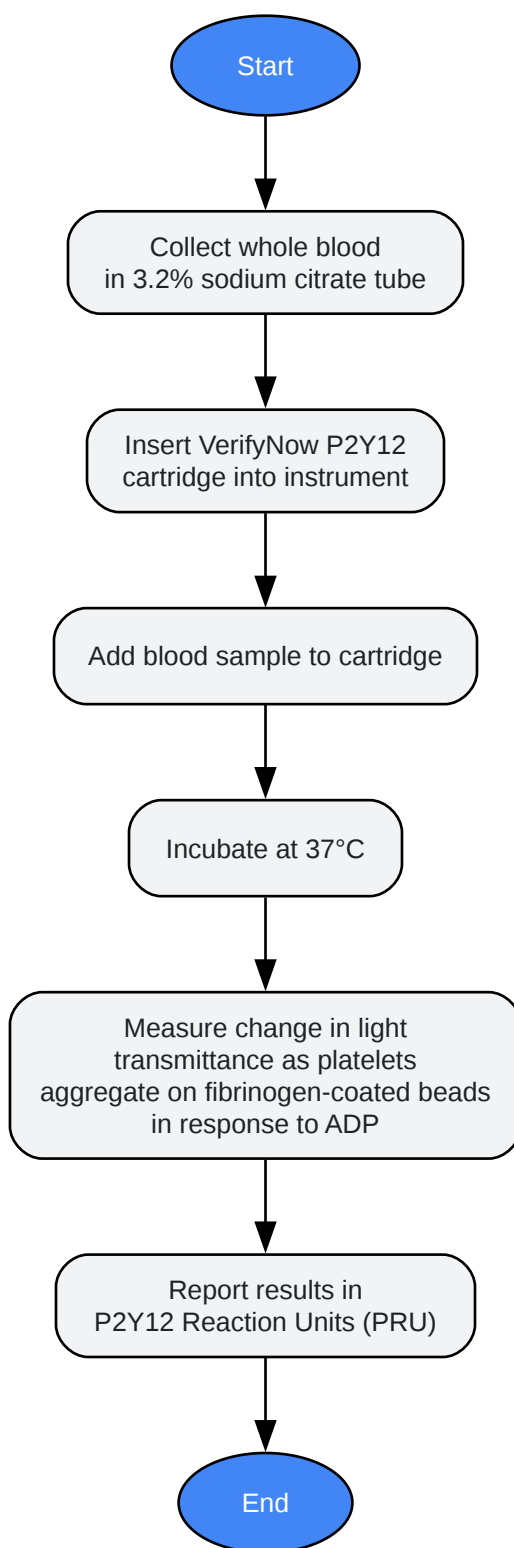 Start
Collect whole blood
in 3.2% sodium citrate tube
Insert VerifyNow P2Y12
cartridge into instrument
Add blood sample to cartridge
Incubate at 37°C
Measure change in light
transmittance as platelets
aggregate on fibrinogen-coated beads
in response to ADP
Report results in
P2Y12 Reaction Units (PRU)
End